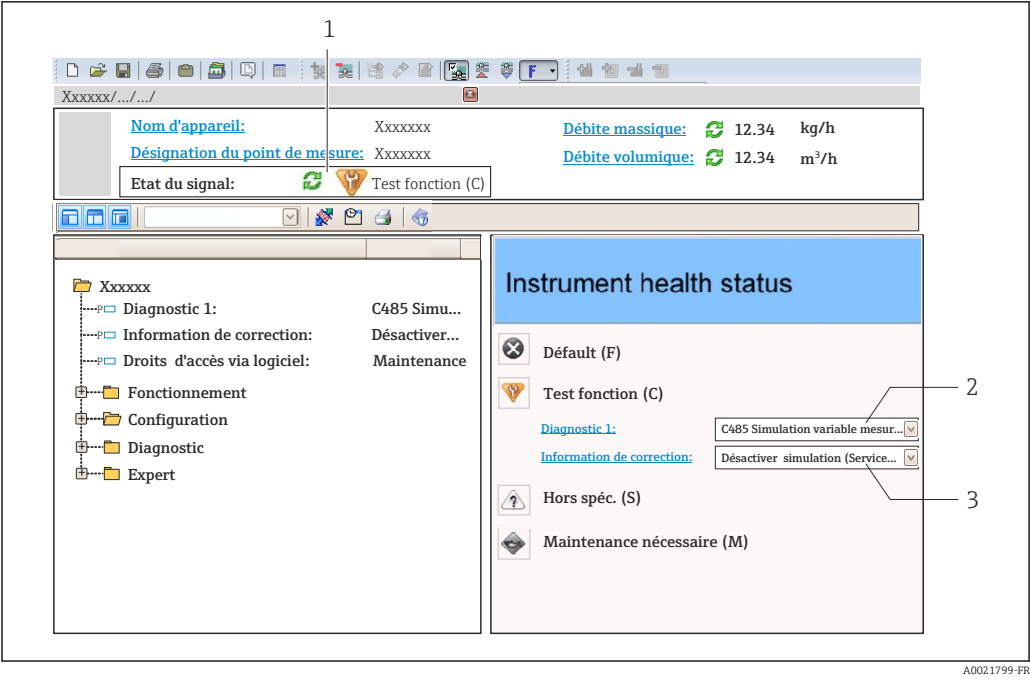 1
F
Xxxxxx/.../.../
Nom d'appareil: Xxxxxxx Débite massique: 12.34 kg/h
Désignation du point de mesure: Xxxxxxx Débite volumique: 12.34 m³/h
Etat du signal: Test fonction (C)
Xxxxxx
Diagnostic 1: C485 Simu...
Information de correction: Désactiver...
Droits d'accès via logiciel: Maintenance
Fonctionnement
Configuration
Diagnostic
Expert
Instrument health status
Défault (F)
Test fonction (C)
2
Diagnostic 1: C485 Simulation variable mesur...
Information de correction: Désactiver simulation (Service...
3
Hors spéc. (S)
Maintenance nécessaire (M)
A0021799-FR